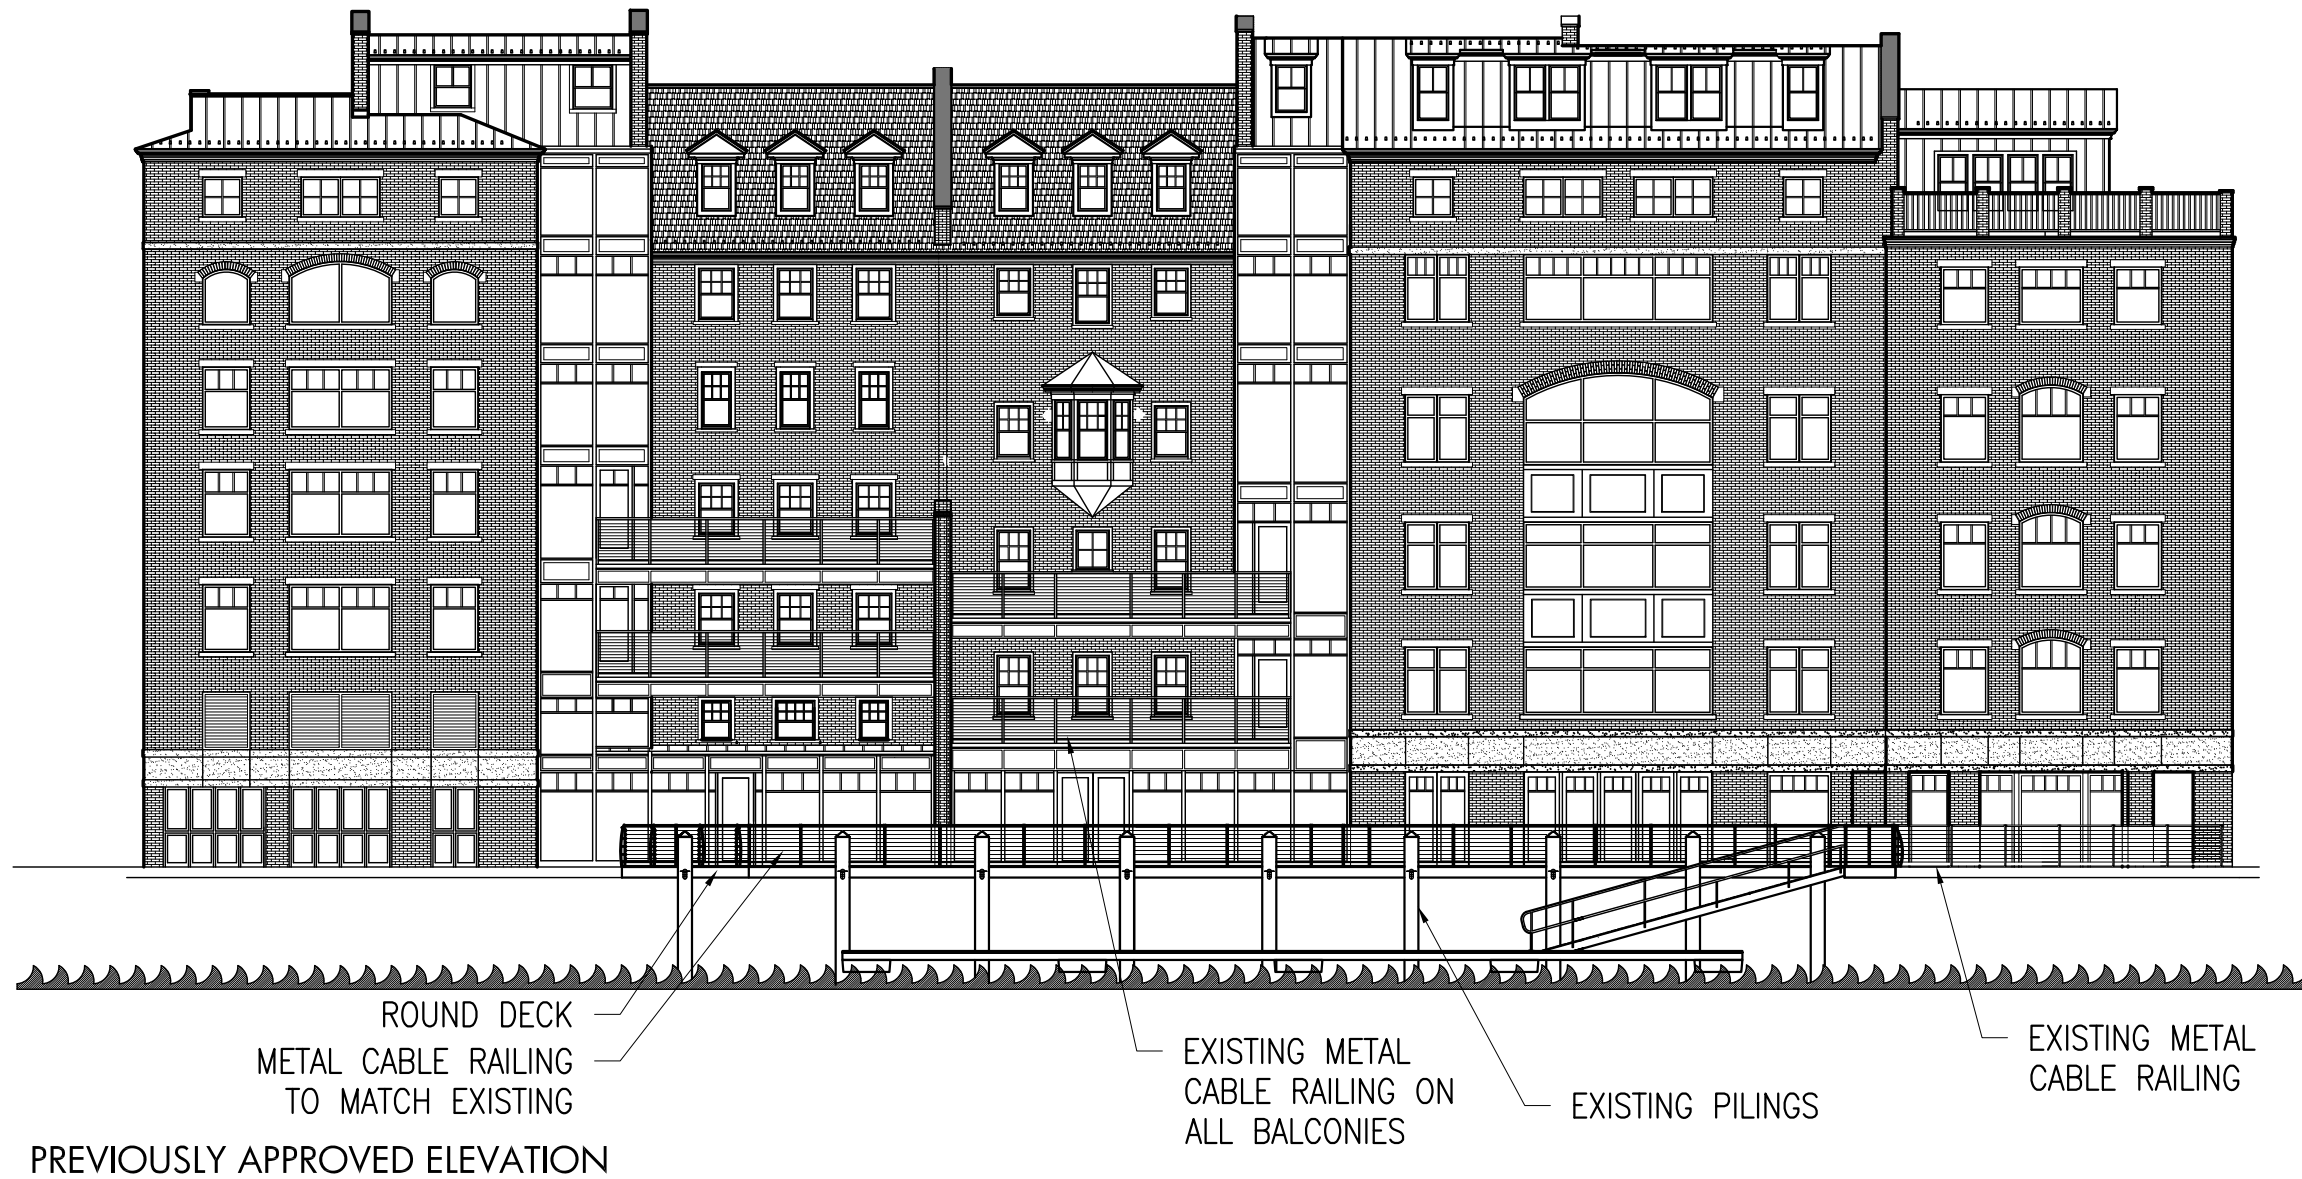 ROUND DECK
METAL CABLE RAILING
TO MATCH EXISTING
EXISTING METAL
CABLE RAILING ON
ALL BALCONIES
EXISTING PILINGS
EXISTING METAL
CABLE RAILING
PREVIOUSLY APPROVED ELEVATION